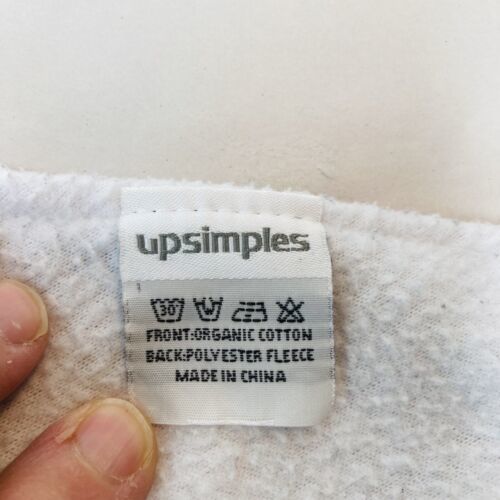 upsimples
30°
FRONT:ORGANIC COTTON
BACK:POLYESTER FLEECE
MADE IN CHINA